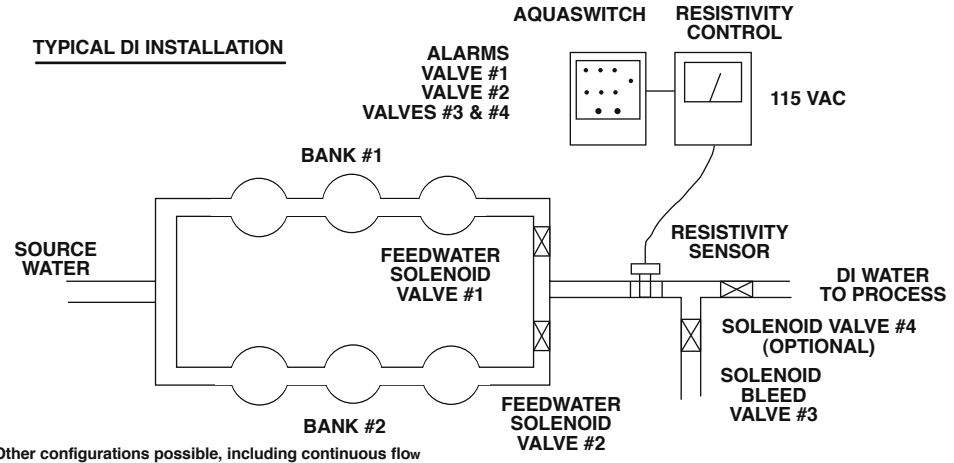 AQUASWITCH
RESISTIVITY
CONTROL
TYPICAL DI INSTALLATION
ALARMS
VALVE #1
VALVE #2
VALVES #3 & #4
115 VAC
BANK #1
SOURCE
WATER
FEEDWATER
SOLENOID
VALVE #1
RESISTIVITY
SENSOR
DI WATER
TO PROCESS
SOLENOID VALVE #4
(OPTIONAL)
SOLENOID
BLEED
VALVE #3
FEEDWATER
SOLENOID
VALVE #2
BANK #2
Other configurations possible, including continuous flow